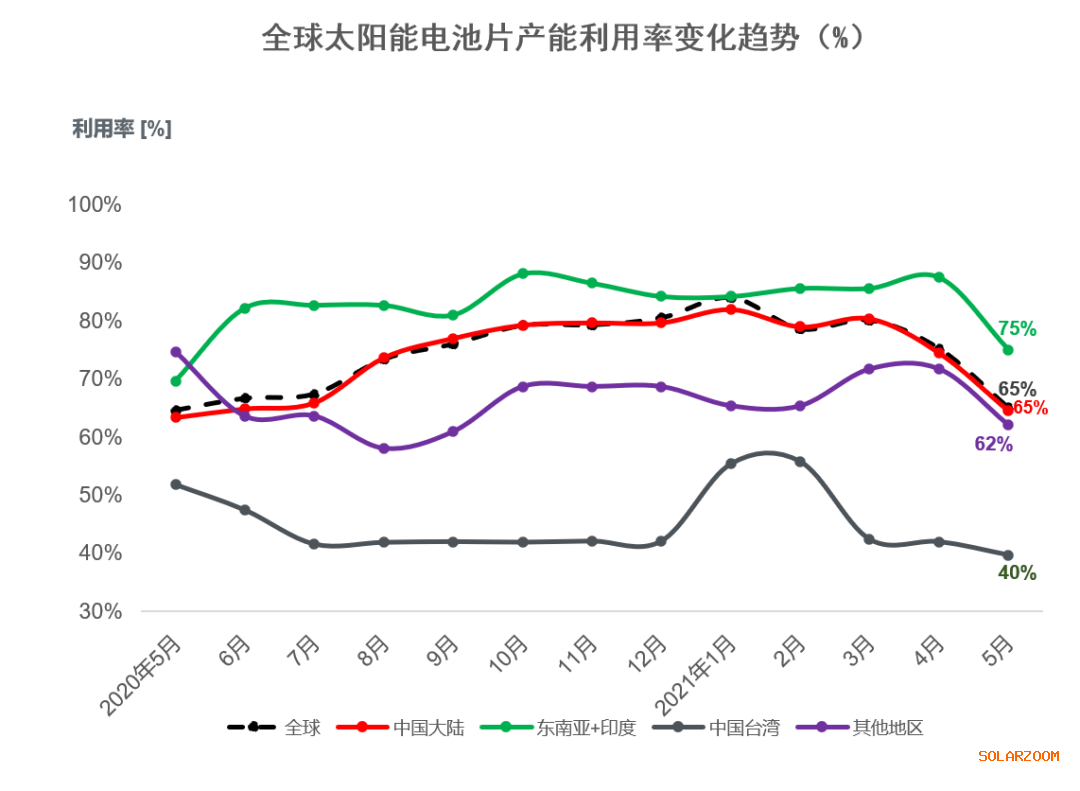 全球太阳能电池片产能利用率变化趋势（%）
利用率 [%]
100%
90%
80%
70%
60%
50%
40%
30%
75%
65%
65%
62%
40%
2020年5月
6月
7月
8月
9月
10月
11月
12月
2021年1月
2月
3月
4月
5月
全球 中国大陆 东南亚+印度 中国台湾 其他地区
SOLARZOOM